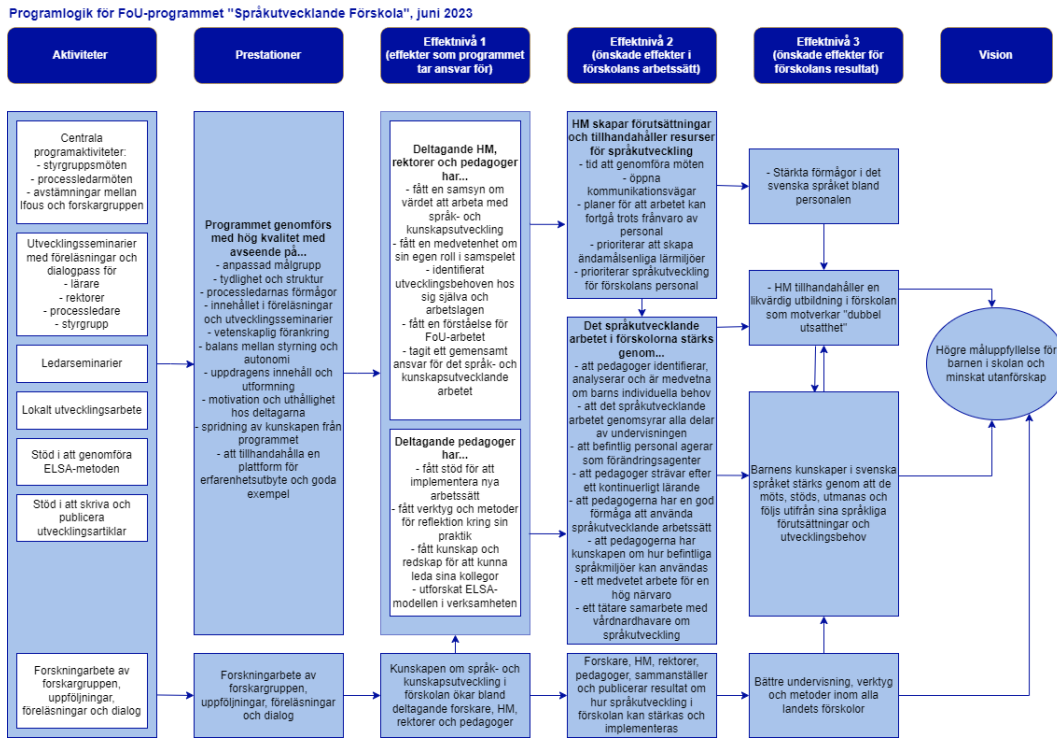 Programlogik för FoU-programmet "Språkutvecklande Förskola", juni 2023
Aktiviteter
Prestationer
Effektnivå 1
(effekter som programmet
tar ansvar för)
Effektnivå 2
(önskade effekter i
förskolans arbetssätt)
Effektnivå 3
(önskade effekter för
förskolans resultat)
Vision
Centrala
programaktiviteter:
- styrgruppsmöten
- processledarmöten
- avstämningar mellan
Ifous och forskargruppen
Utvecklingsseminarier
med föreläsningar och
dialogpass för
- lärare
- rektorer
- processledare
- styrgrupp
Ledarseminarier
Lokalt utvecklingsarbete
Stöd i att genomföra
ELSA-metoden
Stöd i att skriva och
publicera
utvecklingsartiklar
Forskningarbete av
forskargruppen,
uppföljningar,
föreläsningar och dialog
Programmet genomförs
med hög kvalitet med
avseende på...
- anpassad målgrupp
- tydlighet och struktur
- processledarnas förmågor
- innehållet i föreläsningar
och utvecklingsseminarier
- vetenskaplig förankring
- balans mellan styrning och
autonomi
- uppdragens innehåll och
utformning
- motivation och uthållighet
hos deltagarna
- spridning av kunskapen från
programmet
- att tillhandahålla en
plattform för
erfarenhetsutbyte och goda
exempel
Forskningarbete av
forskargruppen,
uppföljningar, föreläsningar
och dialog
Deltagande HM,
rektorer och pedagoger
har...
- fått en samsyn om
värdet att arbeta med
språk- och
kunskapsutveckling
- fått en medvetenhet om
sin egen roll i samspelet
- identifierat
utvecklingsbehoven hos
sig själva och
arbetslagen
- fått en förståelse för
FoU-arbetet
- tagit ett gemensamt
ansvar för det språk- och
kunskapsutvecklande
arbetet
Deltagande pedagoger
har...
- fått stöd för att
implementera nya
arbetssätt
- fått verktyg och metoder
för reflektion kring sin
praktik
- fått kunskap och
redskap för att kunna
leda sina kollegor
- utforskat ELSA-
modellen i verksamheten
Kunskapen om språk- och
kunskapsutveckling i
förskolan ökar bland
deltagande forskare, HM,
rektorer och pedagoger
HM skapar förutsättningar
och tillhandahåller resurser
för språkutveckling
- tid att genomföra möten
- öppna
kommunikationsvägar
- planer för att arbetet kan
fortgå trots frånvaro av
personal
- prioriterar att skapa
ändamålsenliga lärmiljöer
- prioriterar språkutveckling
för förskolans personal
Det språkutvecklande
arbetet i förskolorna stärks
genom...
- att pedagoger identifierar,
analyserar och är medvetna
om barns individuella behov
- att det språkutvecklande
arbetet genomsyrar alla delar
av undervisningen
- att befintlig personal agerar
som förändringsagenter
- att pedagoger strävar efter
ett kontinuerligt lärande
- att pedagogerna har en god
förmåga att använda
språkutvecklande arbetssätt
- att pedagogerna har
kunskapen om hur befintliga
språkmiljöer kan användas
- ett medvetet arbete för en
hög närvaro
- ett tätare samarbete med
vårdnardhavare om
språkutveckling
Forskare, HM, rektorer,
pedagoger, sammanställer
och publicerar resultat om
hur språkutveckling i
förskolan kan stärkas och
implementeras
- Stärkta förmågor i det
svenska språket bland
personalen
- HM tillhandahåller en
likvärdig utbildning i förskolan
som motverkar "dubbel
utsatthet"
Barnens kunskaper i svenska
språket stärks genom att de
möts, stöds, utmanas och
följs utifrån sina språkliga
förutsättningar och
utvecklingsbehov
Bättre undervisning, verktyg
och metoder inom alla
landets förskolor
Högre måluppfyllelse för
barnen i skolan och
minskat utanförskap